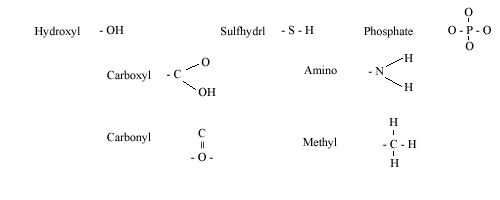 Hydroxyl - OH Sulfhydrl - S - H Phosphate O
O - P - O
O
Carboxyl - C O
OH
Amino - N H
H
Carbonyl C
=
- O -
Methyl H
- C - H
H